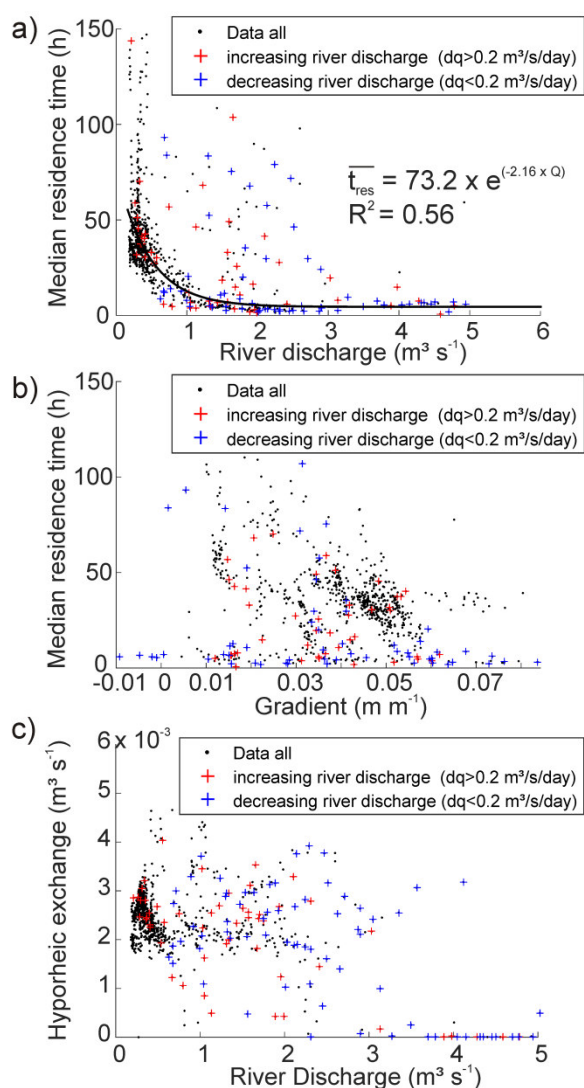 a)
Median residence time (h)
150
100
50
0
Data all
increasing river discharge (dq>0.2 m³/s/day)
decreasing river discharge (dq<0.2 m³/s/day)
t_res = 73.2 x e^(-2.16 x Q)
R² = 0.56
0 1 2 3 4 5 6
River discharge (m³ s⁻¹)
b)
Median residence time (h)
150
100
50
0
Data all
increasing river discharge (dq>0.2 m³/s/day)
decreasing river discharge (dq<0.2 m³/s/day)
-0.01 0 0.01 0.03 0.05 0.07
Gradient (m m⁻¹)
c)
Hyporheic exchange (m³ s⁻¹)
6 x 10⁻³
5
4
3
2
1
0
Data all
increasing river discharge (dq>0.2 m³/s/day)
decreasing river discharge (dq<0.2 m³/s/day)
0 1 2 3 4 5
River Discharge (m³ s⁻¹)